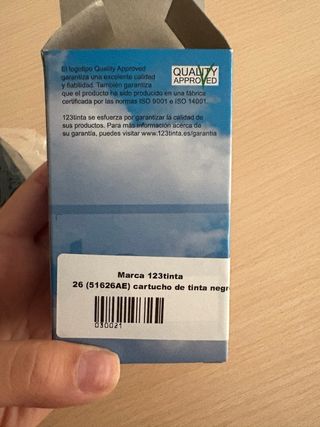 El logotipo Quality Approved
garantiza una excelente calidad
y fiabilidad. También garantiza
que el producto ha sido producido en una fábrica
certificada por las normas ISO 9001 e ISO 14001.
QUALITY
APPROVED
123tinta se esfuerza por garantizar la calidad de
sus productos. Para más información acerca de
su garantía, puedes visitar www.123tinta.es/garantia
Marca 123tinta
26 (51626AE) cartucho de tinta negr
030021